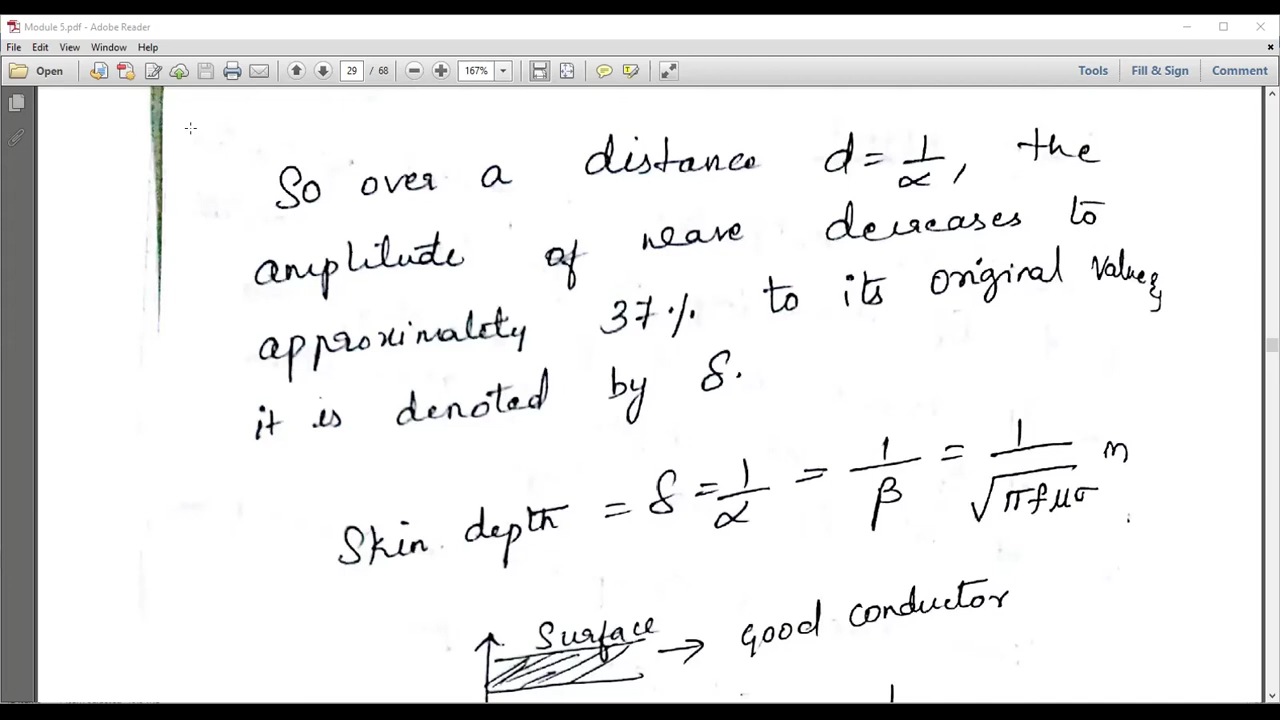 Module 5.pdf - Adobe Reader
File Edit View Window Help
Open 29 / 68 167% Tools Fill & Sign Comment
So over a distance d = 1/α, the
amplitude of wave decreases to
approximately 37% to its original value &
it is denoted by δ.
Skin depth = δ = 1/α = 1/β = 1/√πfμσ m
Surface → good conductor